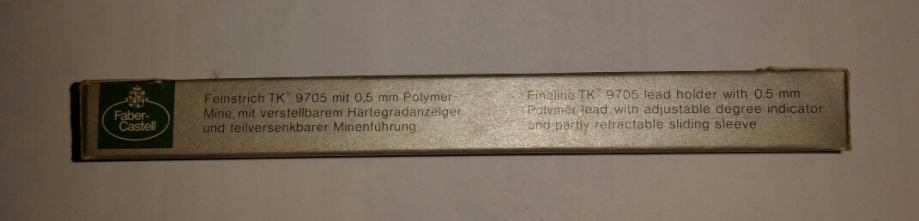 Faber-
Castell
Feinstrich TK® 9705 mit 0,5 mm Polymer-
Mine, mit verstellbarem Härtegradanzeiger
und teilversenkbarer Minenführung
Fineline TK® 9705 lead holder with 0.5 mm
Polymer lead, with adjustable degree indicator
and partly retractable sliding sleeve